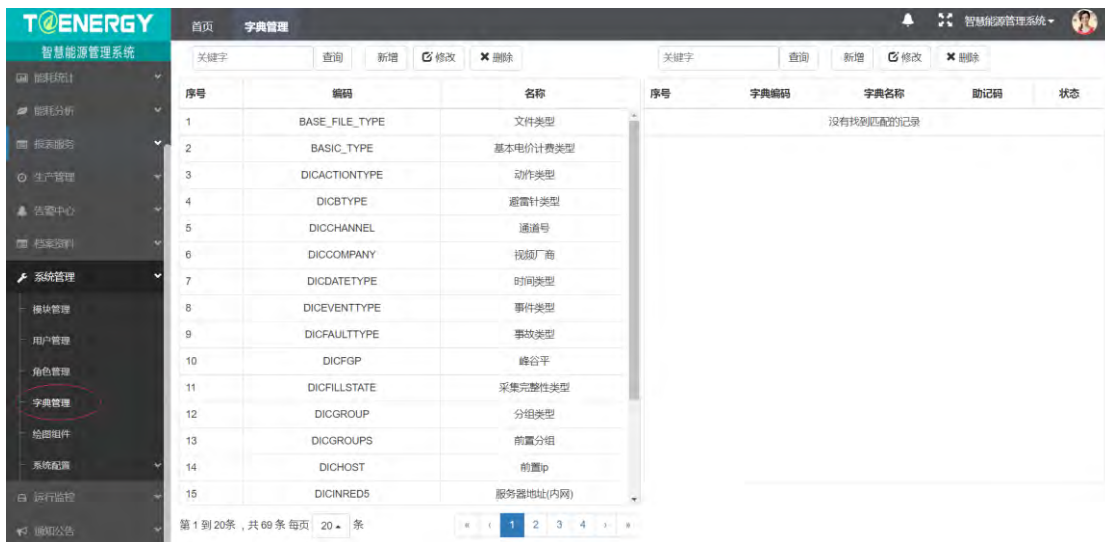 T@ENERGY
智慧能源管理系统
首页 字典管理
智慧能源管理系统
能耗统计
能耗分析
报表服务
生产管理
告警中心
档案资料
系统管理
模块管理
用户管理
角色管理
字典管理
绘图组件
系统配置
运行监控
通知公告
关键字 查询 新增 修改 删除
序号 编码 名称
1 BASE_FILE_TYPE 文件类型
2 BASIC_TYPE 基本电价计费类型
3 DICACTIONTYPE 动作类型
4 DICBTYPE 避雷针类型
5 DICCHANNEL 通道号
6 DICCOMPANY 视频厂商
7 DICDATETYPE 时间类型
8 DICEVENTTYPE 事件类型
9 DICFAULTTYPE 事故类型
10 DICFGP 峰谷平
11 DICFILLSTATE 采集完整性类型
12 DICGROUP 分组类型
13 DICGROUPS 前置分组
14 DICHOST 前置ip
15 DICINRED5 服务器地址(内网)
第 1 到 20条 ，共 69 条 每页 20 条
« ‹ 1 2 3 4 › »
关键字 查询 新增 修改 删除
序号 字典编码 字典名称 助记码 状态
没有找到匹配的记录